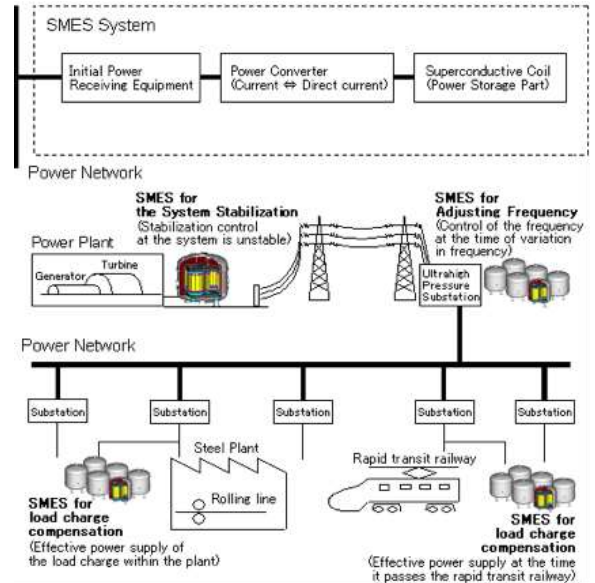 SMES System
Initial Power
Receiving Equipment
Power Converter
(Current ⇔ Direct current)
Superconductive Coil
(Power Storage Part)
Power Network
SMES for
the System Stabilization
(Stabilization control
at the system is unstable)
SMES for
Adjusting Frequency
(Control of the frequency
at the time of variation
in frequency)
Power Plant
Turbine
Generator
Ultrahigh
Pressure
Substation
Power Network
Substation
Substation
Substation
Substation
Substation
Steel Plant
Rolling line
Rapid transit railway
SMES for
load charge
compensation
(Effective power supply of
the load charge within the plant)
SMES for
load charge
compensation
(Effective power supply at the time
it passes the rapid transit railway)